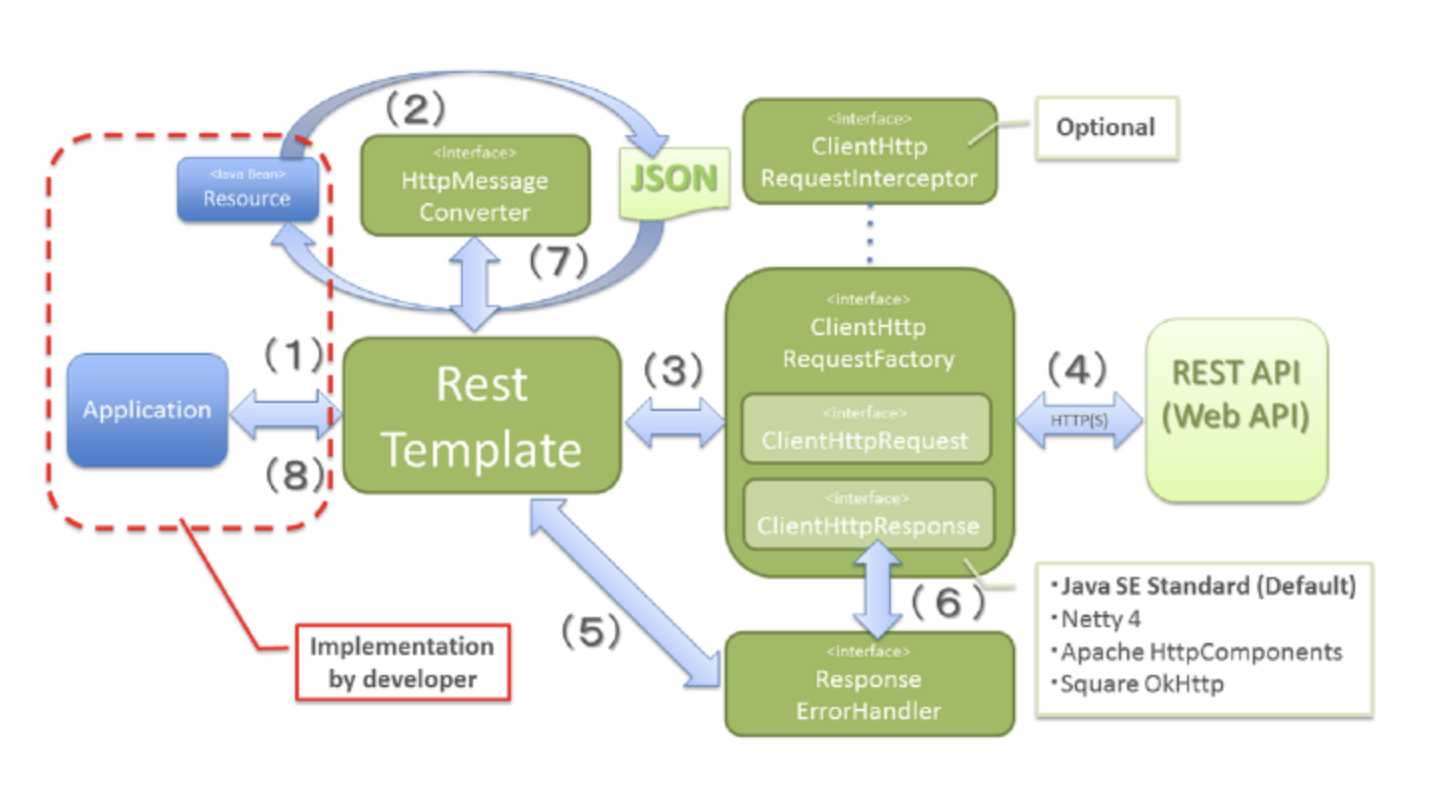 (2)
<Java Bean>
Resource
<interface>
HttpMessage
Converter
JSON
<interface>
ClientHttp
RequestInterceptor
Optional
(7)
(1)
Application
(8)
Rest
Template
(3)
<interface>
ClientHttp
RequestFactory
<interface>
ClientHttpRequest
<interface>
ClientHttpResponse
(4)
HTTP(S)
REST API
(Web API)
(5)
(6)
<interface>
Response
ErrorHandler
・Java SE Standard (Default)
・Netty 4
・Apache HttpComponents
・Square OkHttp
Implementation
by developer